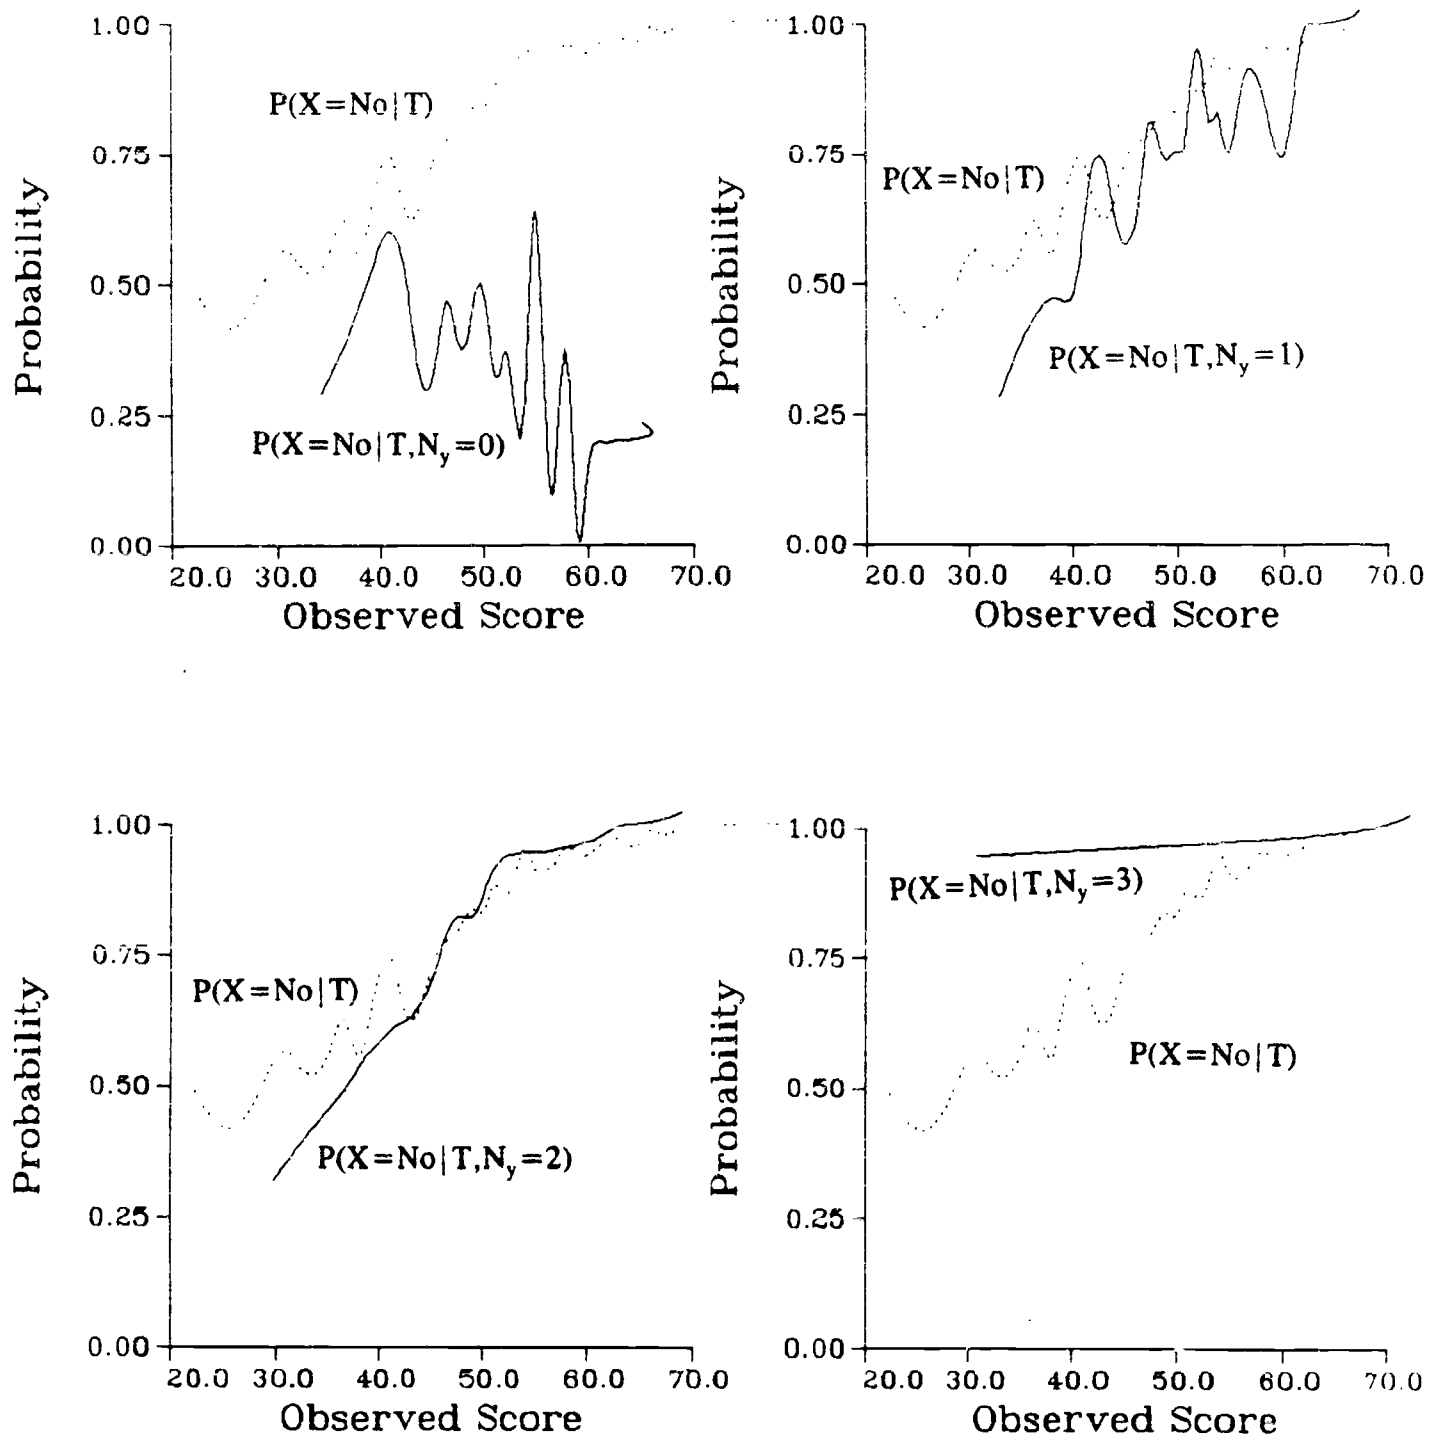 1.00
0.75
0.50
0.25
0.00
Probability
P(X=No|T)
P(X=No|T,Ny=0)
20.0 30.0 40.0 50.0 60.0 70.0
Observed Score
1.00
0.75
0.50
0.25
0.00
Probability
P(X=No|T)
P(X=No|T,Ny=1)
20.0 30.0 40.0 50.0 60.0 70.0
Observed Score
1.00
0.75
0.50
0.25
0.00
Probability
P(X=No|T)
P(X=No|T,Ny=2)
20.0 30.0 40.0 50.0 60.0 70.0
Observed Score
1.00
0.75
0.50
0.25
0.00
Probability
P(X=No|T,Ny=3)
P(X=No|T)
20.0 30.0 40.0 50.0 60.0 70.0
Observed Score